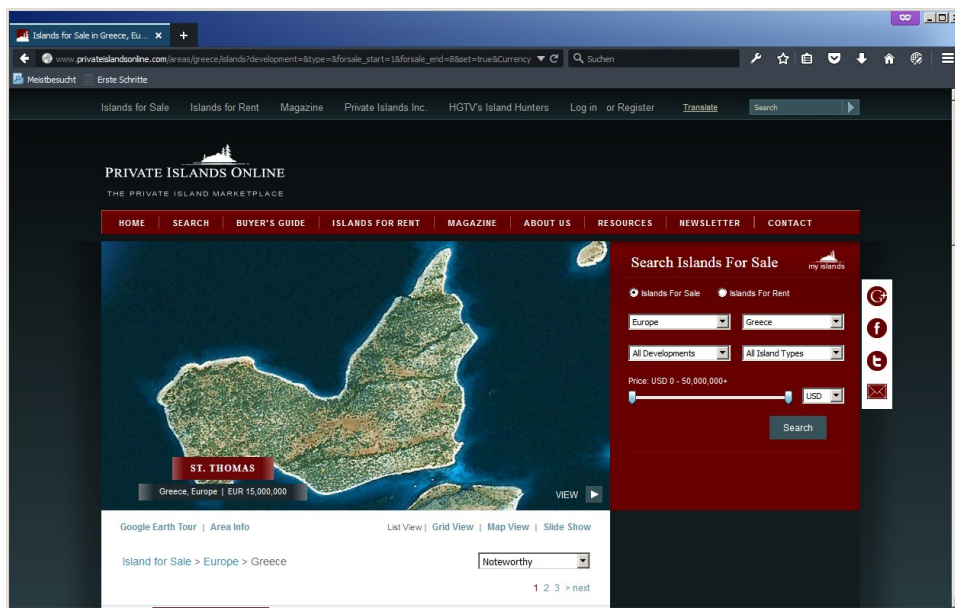 Islands for Sale in Greece, Eu...
www.privateislandsonline.com/areas/greece/islands?development=&type=&forsale_start=1&forsale_end=8&set=true&Currency
Suchen
Meistbesucht Erste Schritte
Islands for Sale Islands for Rent Magazine Private Islands Inc. HGTV's Island Hunters Log in or Register Translate Search
PRIVATE ISLANDS ONLINE
THE PRIVATE ISLAND MARKETPLACE
HOME SEARCH BUYER'S GUIDE ISLANDS FOR RENT MAGAZINE ABOUT US RESOURCES NEWSLETTER CONTACT
Search Islands For Sale
my islands
Islands For Sale Islands For Rent
Europe Greece
All Developments All Island Types
Price: USD 0 - 50,000,000+
USD
Search
ST. THOMAS
Greece, Europe | EUR 15,000,000
VIEW
Google Earth Tour | Area Info List View | Grid View | Map View | Slide Show
Island for Sale > Europe > Greece Noteworthy
1 2 3 > next